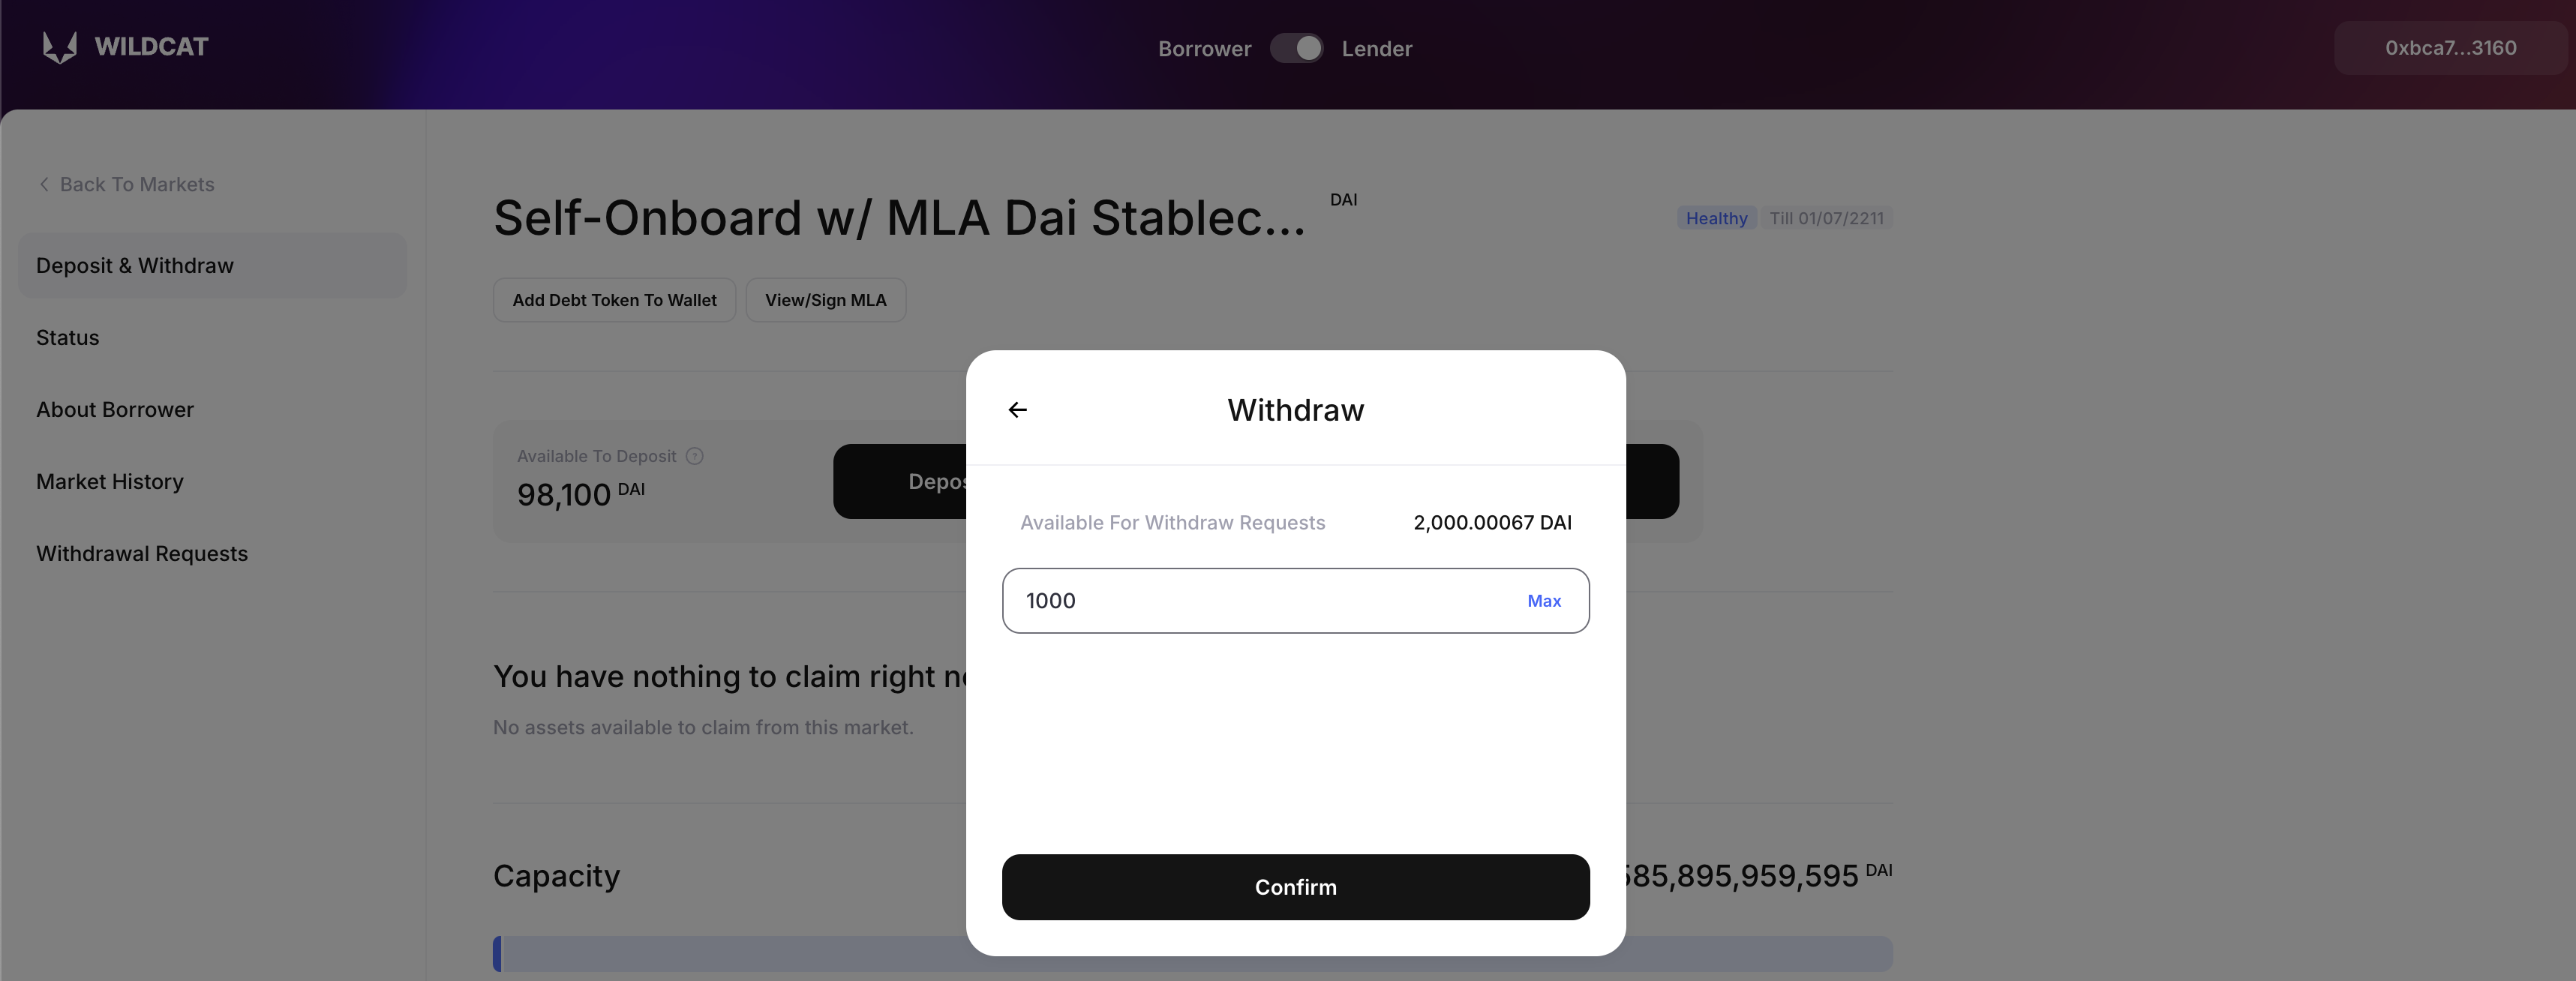 WILDCAT
Borrower Lender
0xbca7...3160
Back To Markets
Deposit & Withdraw
Status
About Borrower
Market History
Withdrawal Requests
Self-Onboard w/ MLA Dai Stablec... DAI
Healthy Till 01/07/2211
Add Debt Token To Wallet View/Sign MLA
Available To Deposit ?
98,100 DAI
Depos
You have nothing to claim right
No assets available to claim from this market.
Capacity
85,895,959,595 DAI
Withdraw
Available For Withdraw Requests 2,000.00067 DAI
1000 Max
Confirm